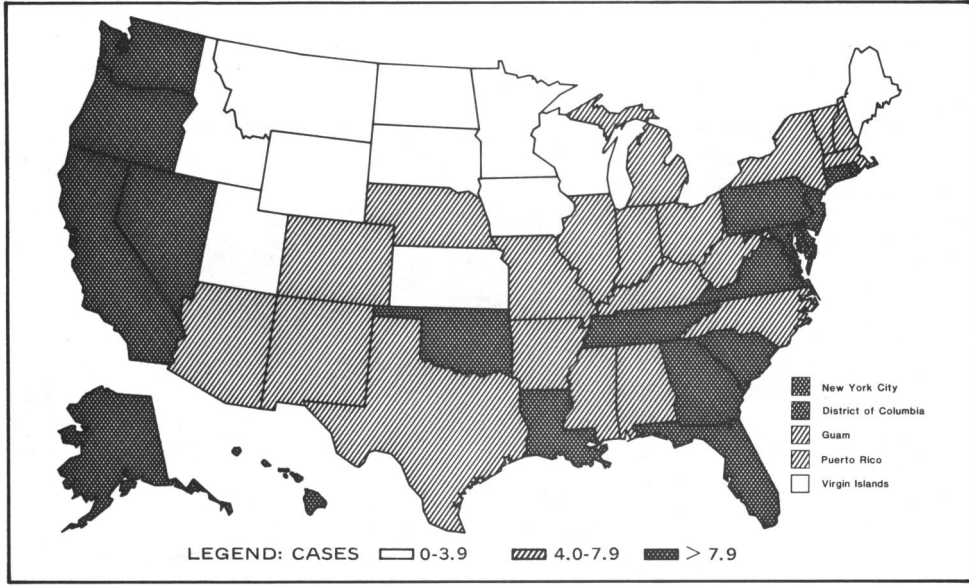 New York City
District of Columbia
Guam
Puerto Rico
Virgin Islands
LEGEND: CASES 0-3.9 4.0-7.9 > 7.9